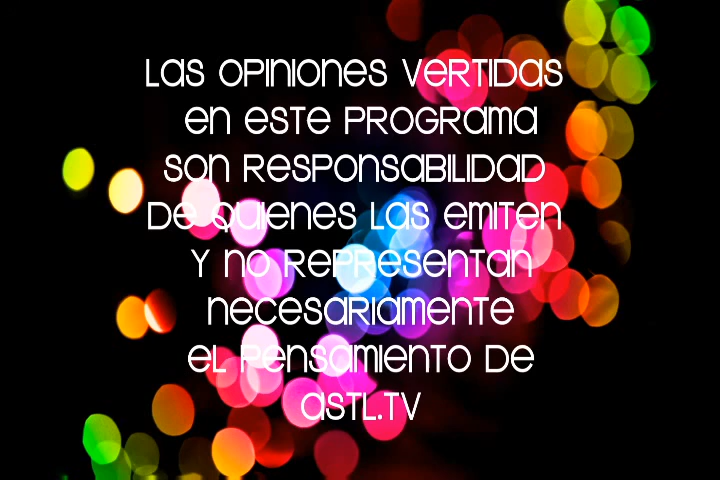 Las opiniones vertidas
en este programa
son responsabilidad
de quienes las emiten
y no representan
necesariamente
el pensamiento de
astl.tv